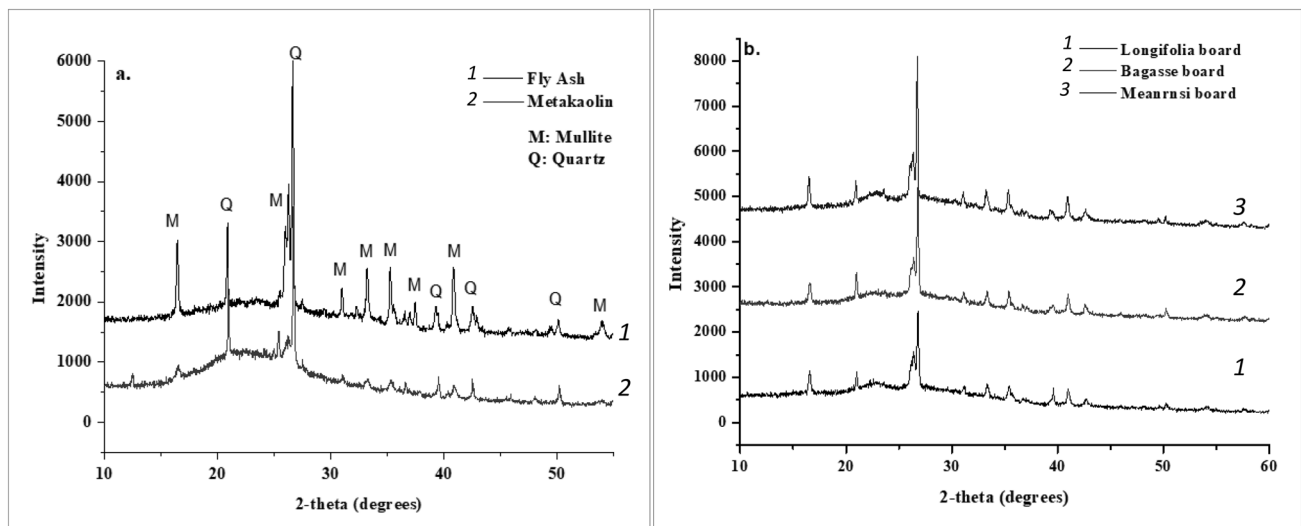 a.
1 Fly Ash
2 Metakaolin
M: Mullite
Q: Quartz
Q
M
Q
M
M
M
M
M
Q
M
Q
Q
M
1
2
Intensity
6000
5000
4000
3000
2000
1000
0
10 20 30 40 50
2-theta (degrees)
b.
1 Longifolia board
2 Bagasse board
3 Meanrnsi board
3
2
1
Intensity
8000
7000
6000
5000
4000
3000
2000
1000
0
10 20 30 40 50 60
2-theta (degrees)